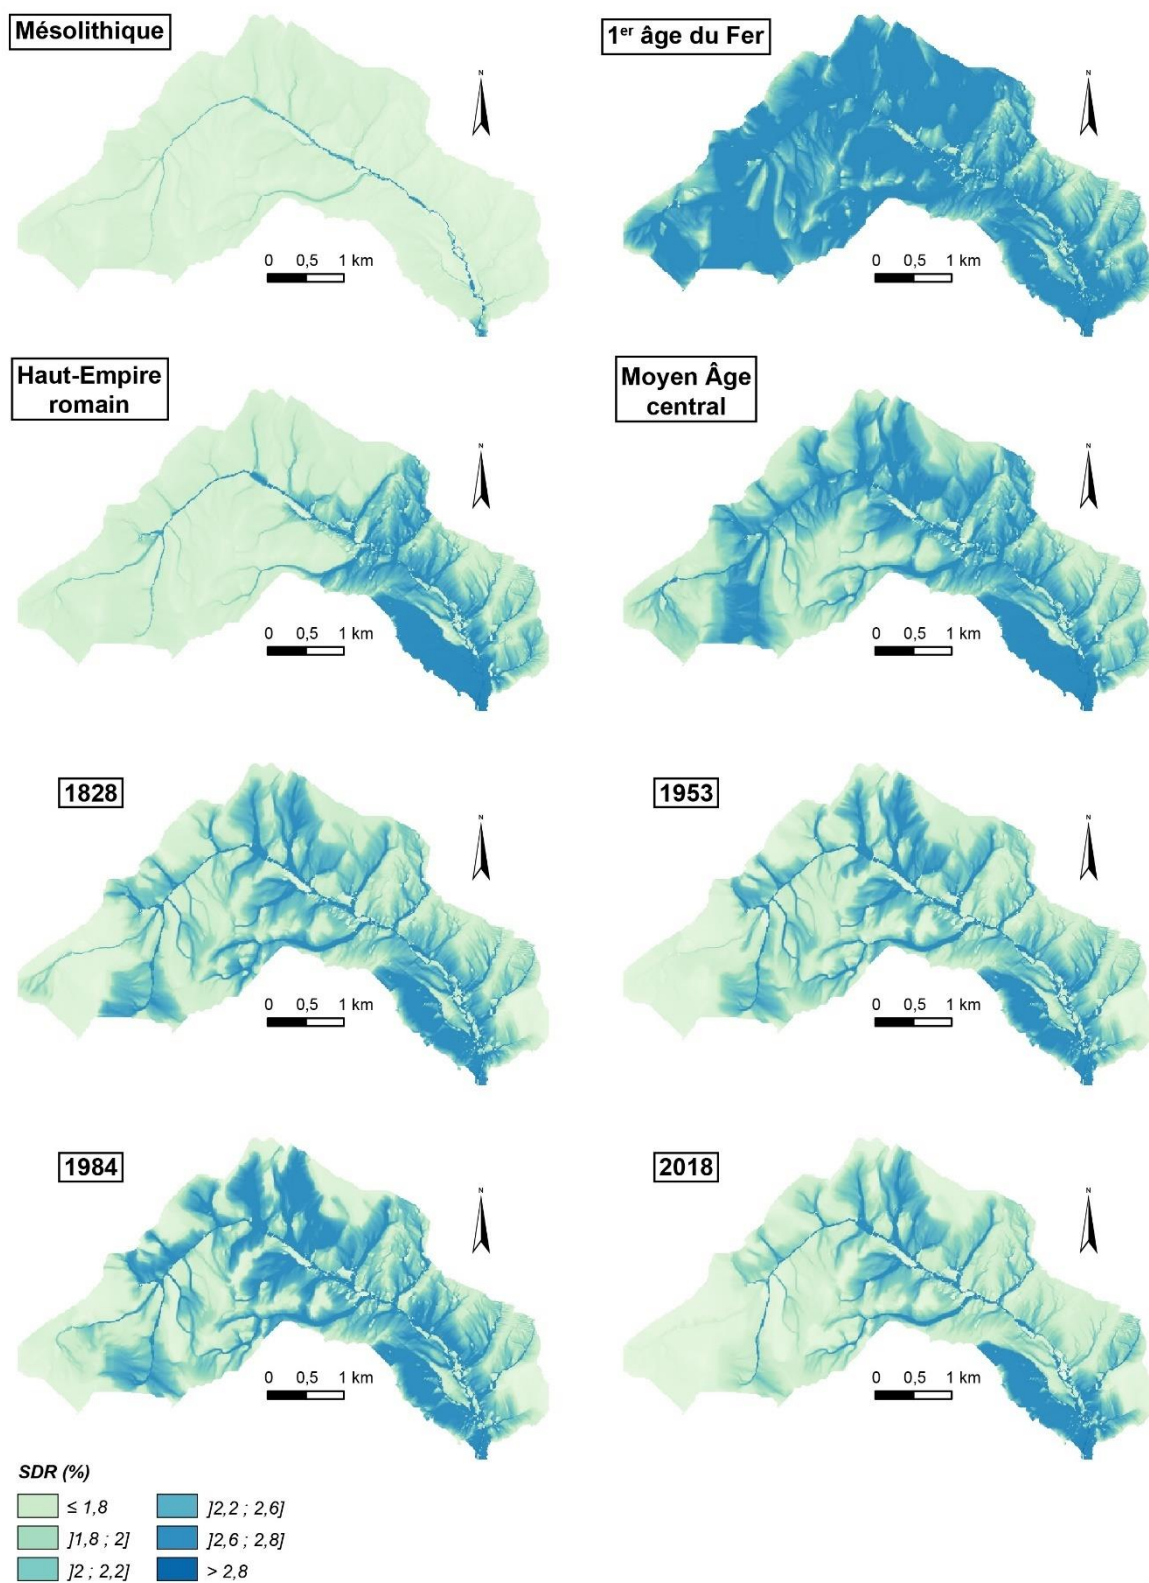 Mésolithique
1er âge du Fer
N
N
0 0,5 1 km
0 0,5 1 km
Haut-Empire
romain
Moyen Âge
central
N
N
0 0,5 1 km
0 0,5 1 km
1828
1953
N
N
0 0,5 1 km
0 0,5 1 km
1984
2018
N
N
0 0,5 1 km
0 0,5 1 km
SDR (%)
≤ 1,8
]2,2 ; 2,6]
]1,8 ; 2]
]2,6 ; 2,8]
]2 ; 2,2]
> 2,8